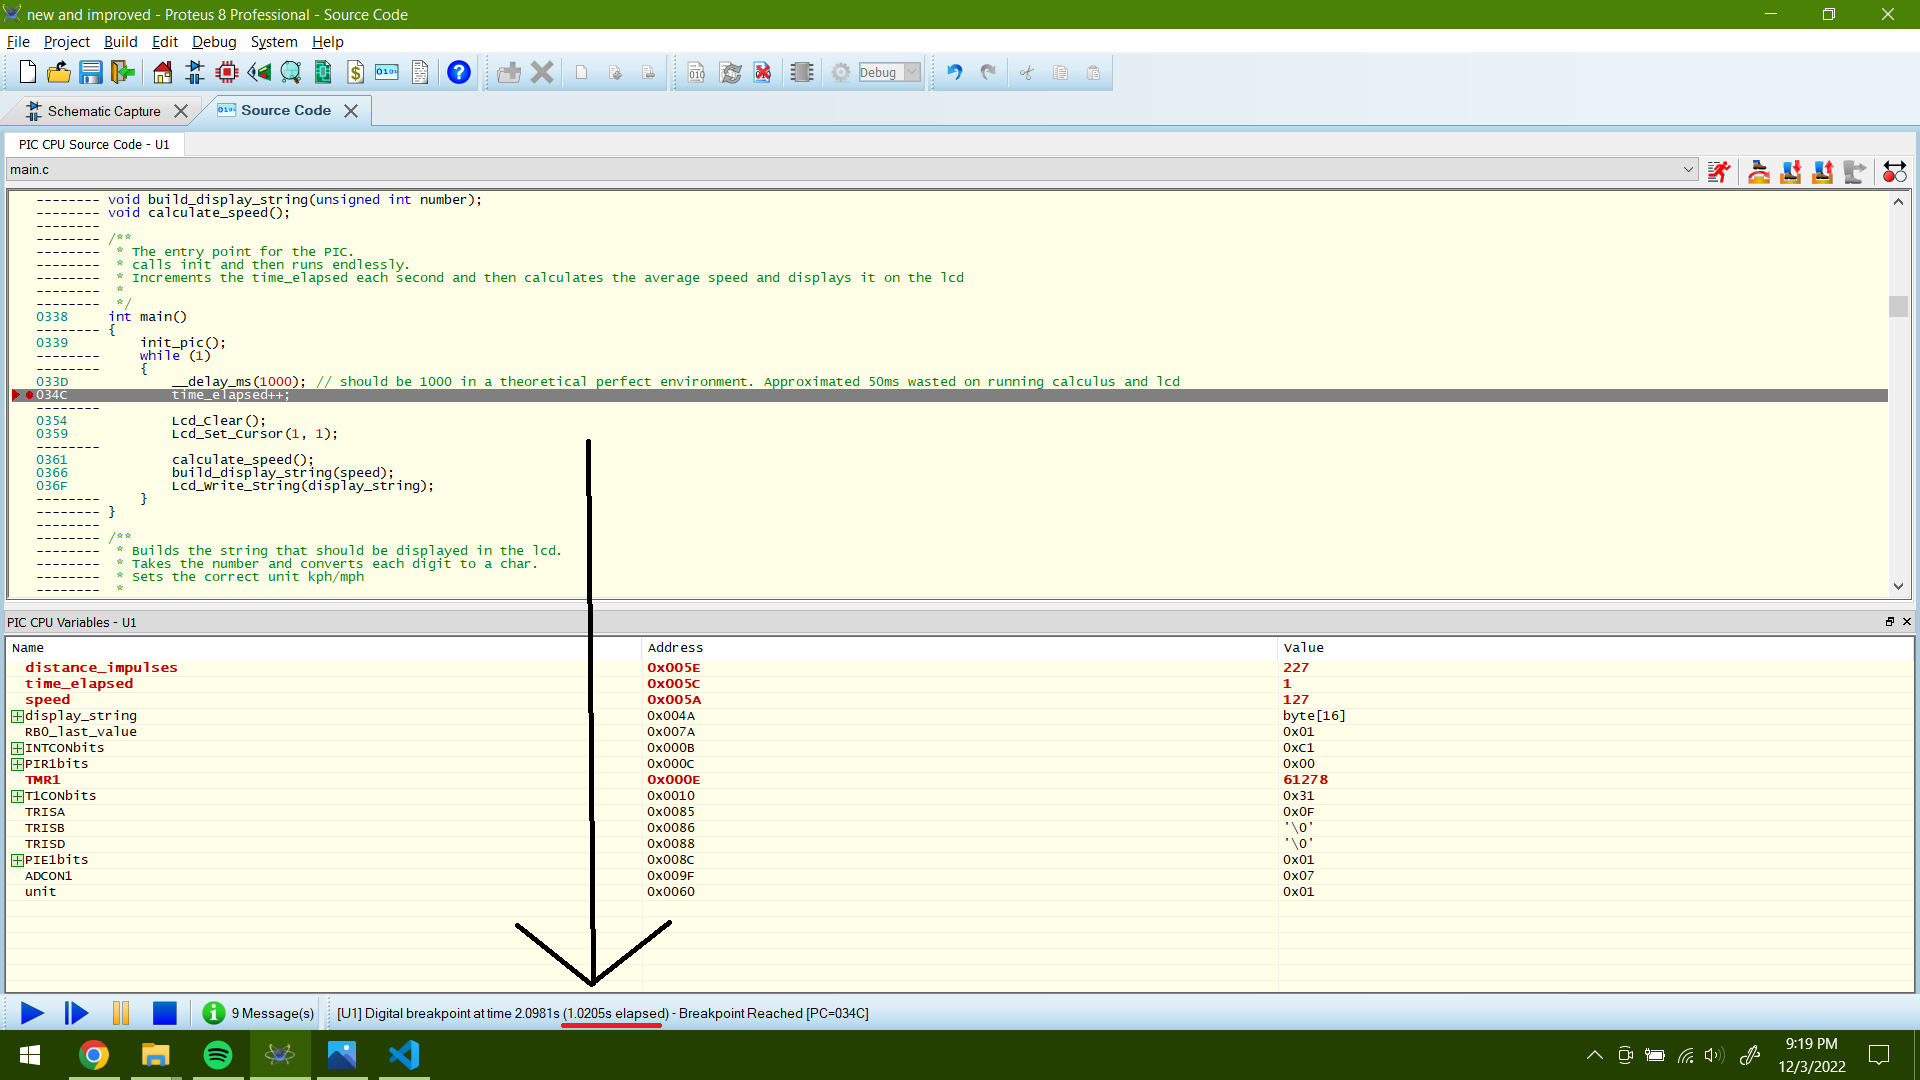 new and improved - Proteus 8 Professional - Source Code
File Project Build Edit Debug System Help
Debug
Schematic Capture
Source Code
PIC CPU Source Code - U1
main.c
-------- void build_display_string(unsigned int number);
-------- void calculate_speed();
--------
-------- /**
-------- * The entry point for the PIC.
-------- * calls init and then runs endlessly.
-------- * Increments the time_elapsed each second and then calculates the average speed and displays it on the lcd
-------- *
-------- */
0338 int main()
-------- {
0339 init_pic();
-------- while (1)
-------- {
033D __delay_ms(1000); // should be 1000 in a theoretical perfect environment. Approximated 50ms wasted on running calculus and lcd
034C time_elapsed++;
--------
0354 Lcd_Clear();
0359 Lcd_Set_Cursor(1, 1);
--------
0361 calculate_speed();
0366 build_display_string(speed);
036F Lcd_Write_String(display_string);
-------- }
-------- }
--------
-------- /**
-------- * Builds the string that should be displayed in the lcd.
-------- * Takes the number and converts each digit to a char.
-------- * Sets the correct unit kph/mph
-------- *
PIC CPU Variables - U1
Name Address Value
distance_impulses 0x005E 227
time_elapsed 0x005C 1
speed 0x005A 127
display_string 0x004A byte[16]
RB0_last_value 0x007A 0x01
INTCONbits 0x000B 0xC1
PIR1bits 0x000C 0x00
TMR1 0x000E 61278
T1CONbits 0x0010 0x31
TRISA 0x0085 0x0F
TRISB 0x0086 '\0'
TRISD 0x0088 '\0'
PIE1bits 0x008C 0x01
ADCON1 0x009F 0x07
unit 0x0060 0x01
9 Message(s)
[U1] Digital breakpoint at time 2.0981s (1.0205s elapsed) - Breakpoint Reached [PC=034C]
9:19 PM
12/3/2022